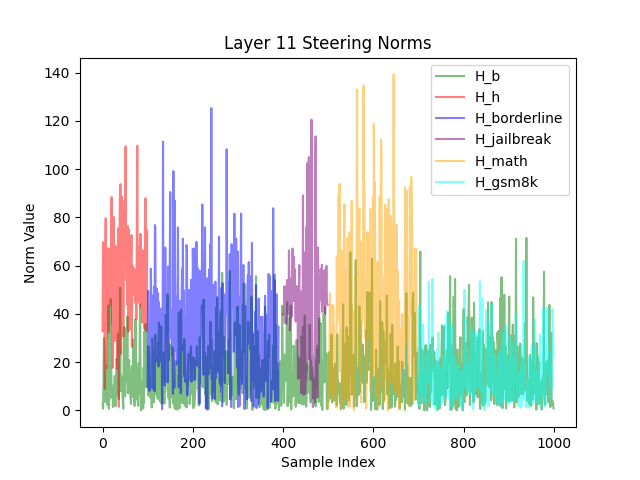 Layer 11 Steering Norms
Norm Value
140
120
100
80
60
40
20
0
0
200
400
600
800
1000
Sample Index
H_b
H_h
H_borderline
H_jailbreak
H_math
H_gsm8k